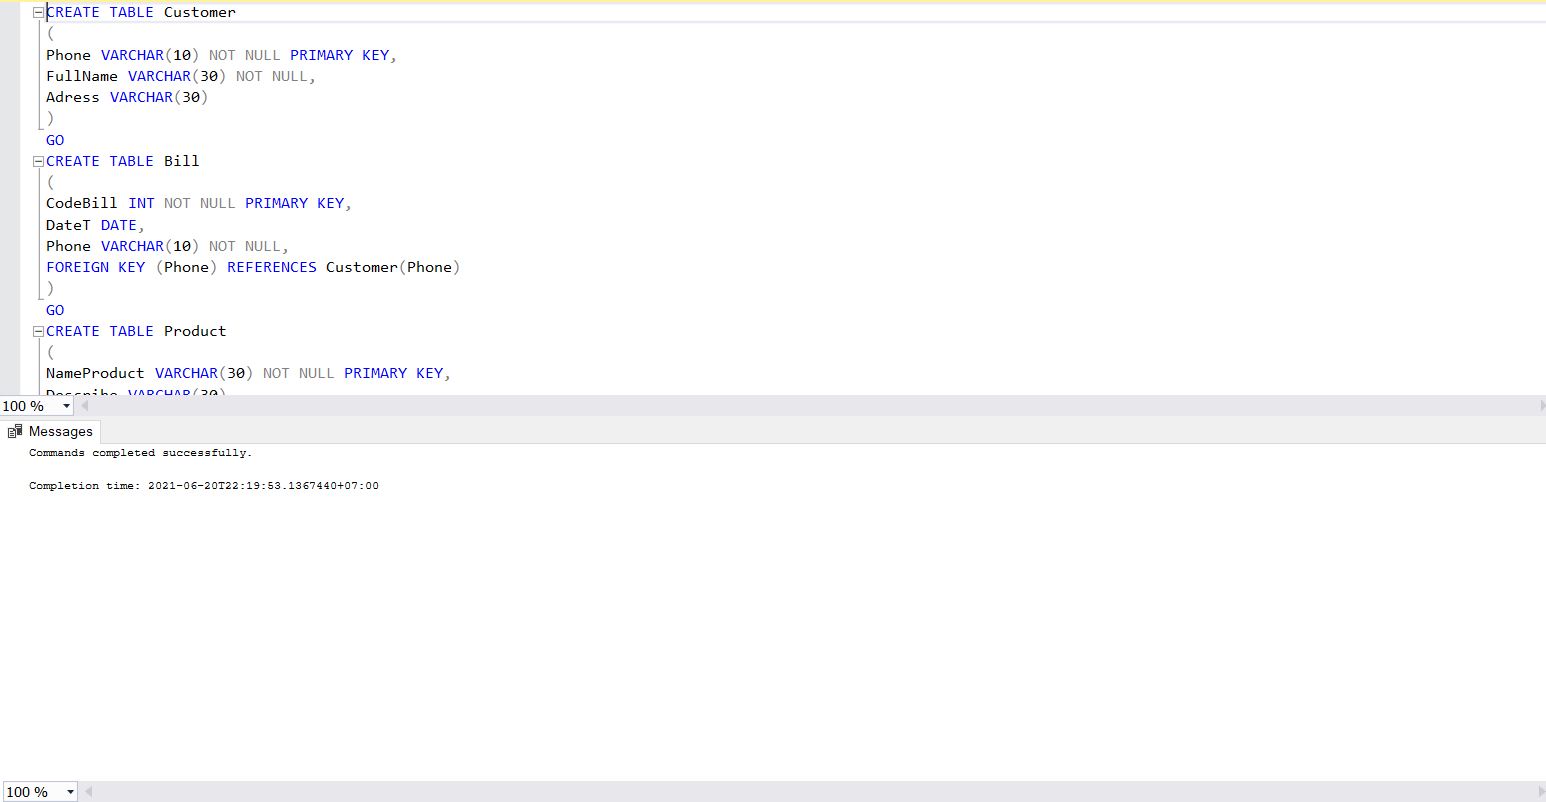 CREATE TABLE Customer
(
Phone VARCHAR(10) NOT NULL PRIMARY KEY,
FullName VARCHAR(30) NOT NULL,
Adress VARCHAR(30)
)
GO
CREATE TABLE Bill
(
CodeBill INT NOT NULL PRIMARY KEY,
DateT DATE,
Phone VARCHAR(10) NOT NULL,
FOREIGN KEY (Phone) REFERENCES Customer(Phone)
)
GO
CREATE TABLE Product
(
NameProduct VARCHAR(30) NOT NULL PRIMARY KEY,
Describe VARCHAR(30)
100 %
Messages
Commands completed successfully.
Completion time: 2021-06-20T22:19:53.1367440+07:00
100 %